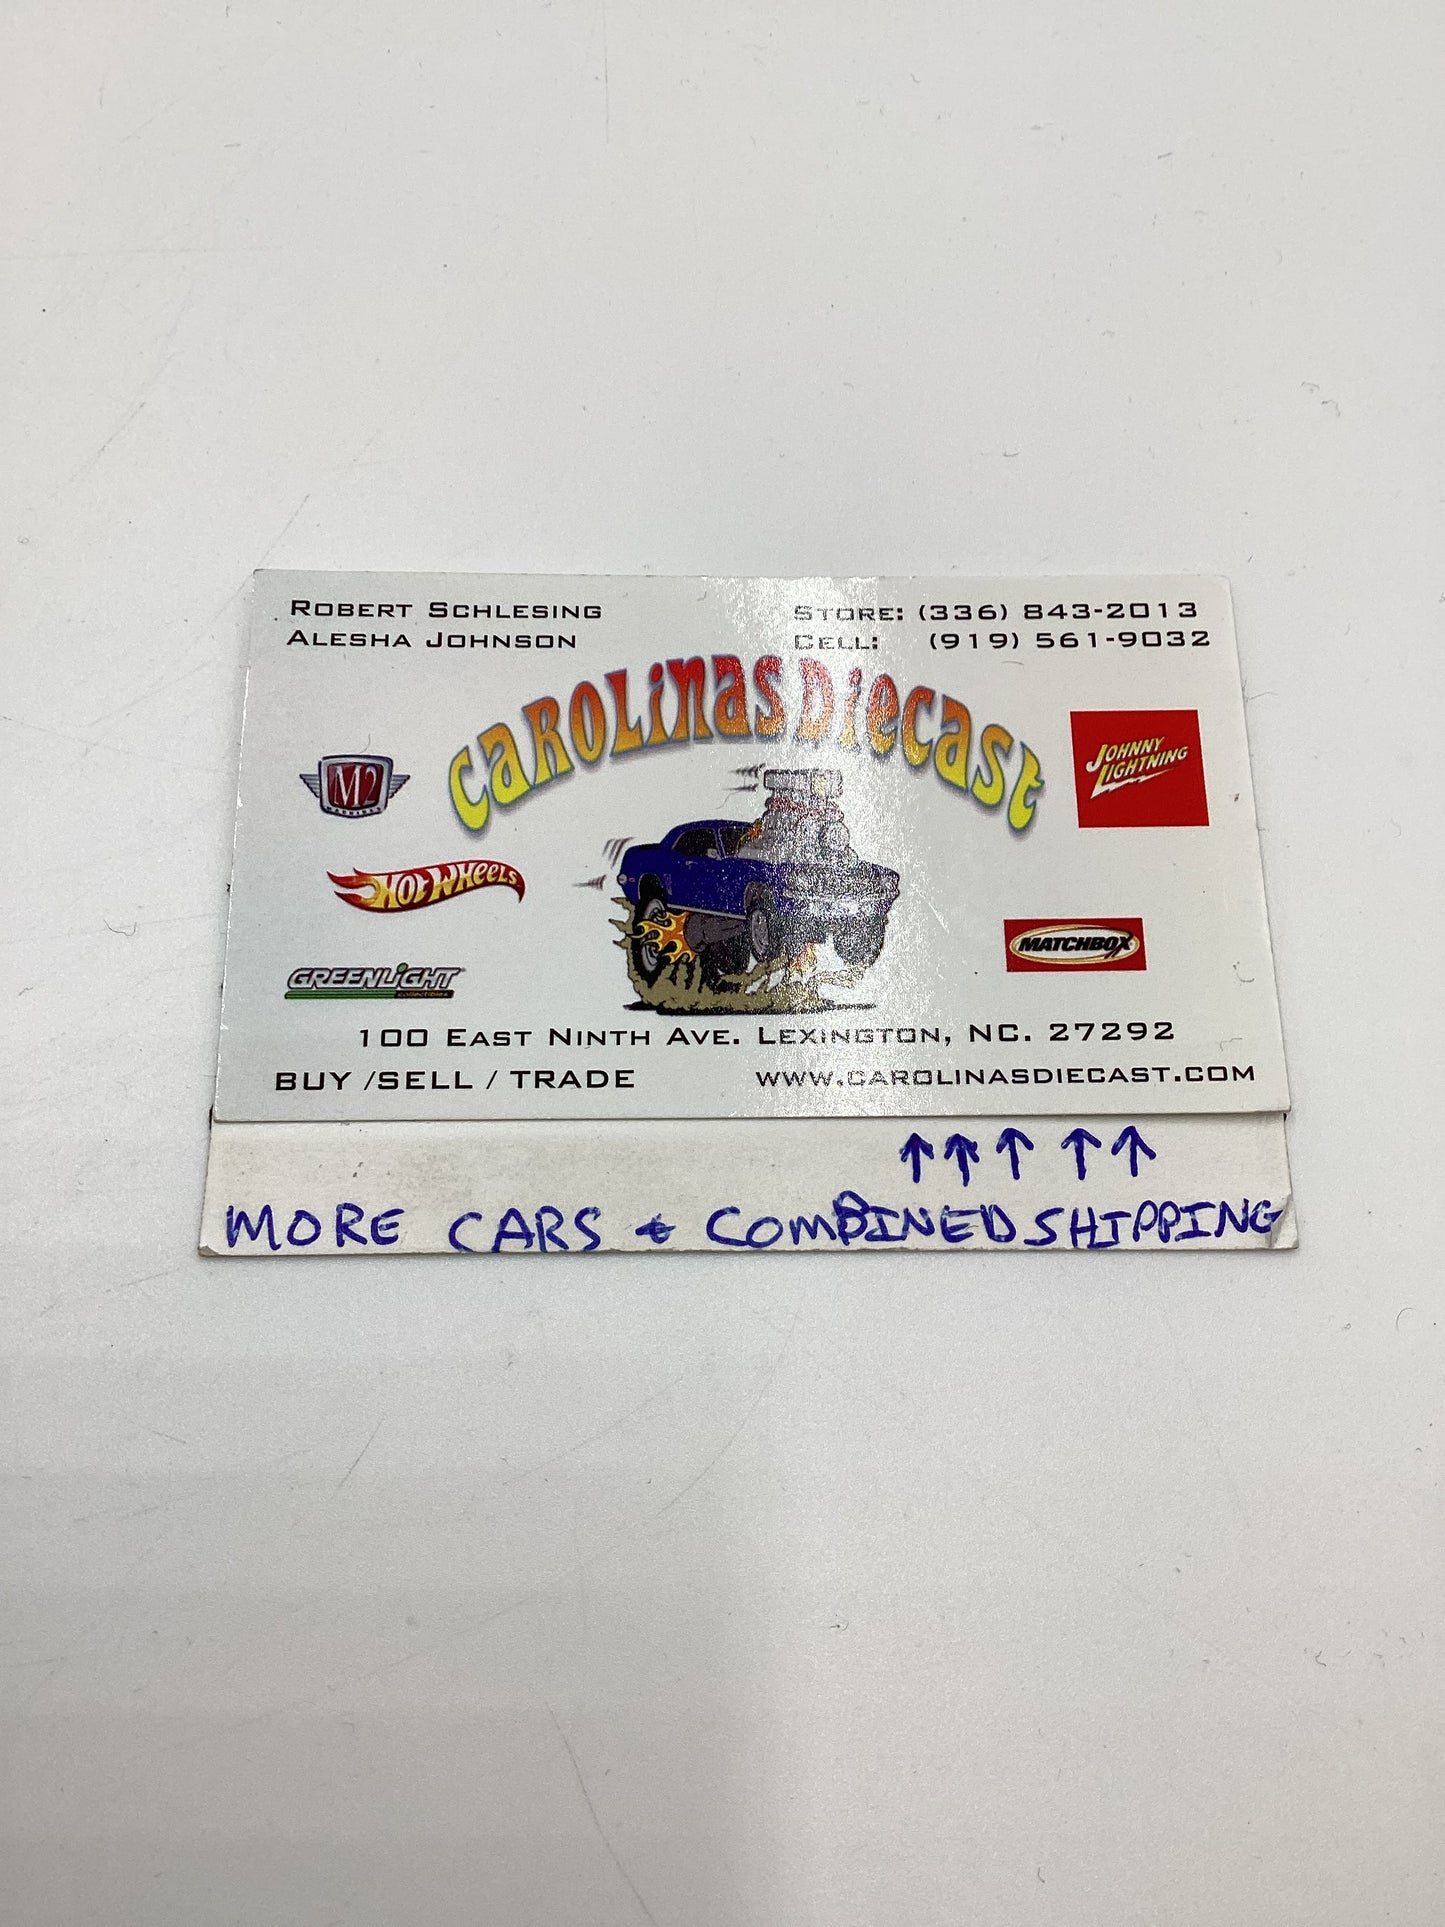 ROBERT SCHLESING
ALESHA JOHNSON
STORE: (336) 843-2013
CELL: (919) 561-9032
CAROLINAS DIECAST
M2
MACHINES
JOHNNY
LIGHTNING
HOT WHEELS
MATCHBOX
GREENLIGHT
collectibles
100 EAST NINTH AVE. LEXINGTON, NC. 27292
BUY /SELL / TRADE
WWW.CAROLINASDIECAST.COM
↑ ↑ ↑ ↑ ↑
MORE CARS & COMBINED SHIPPING